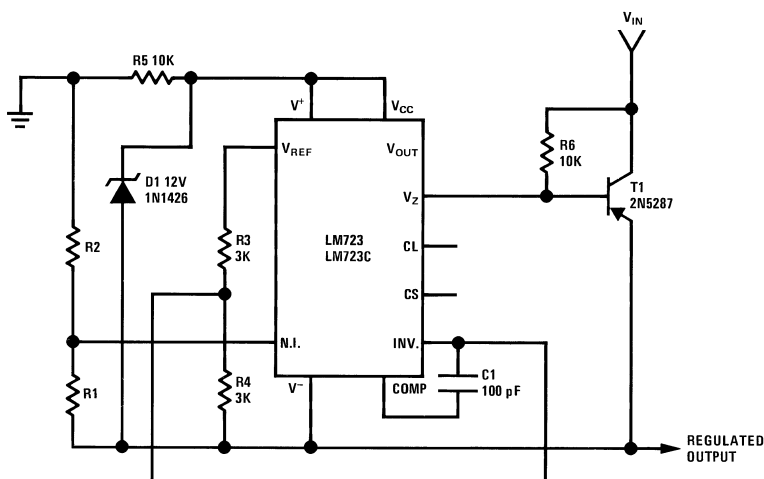 V_IN
R5 10K
V+
V_CC
V_REF
V_OUT
R6
10K
D1 12V
1N1426
T1
2N5287
V_Z
R2
R3
3K
LM723
LM723C
CL
CS
N.I.
INV.
R1
R4
3K
V−
COMP
C1
100 pF
REGULATED
OUTPUT